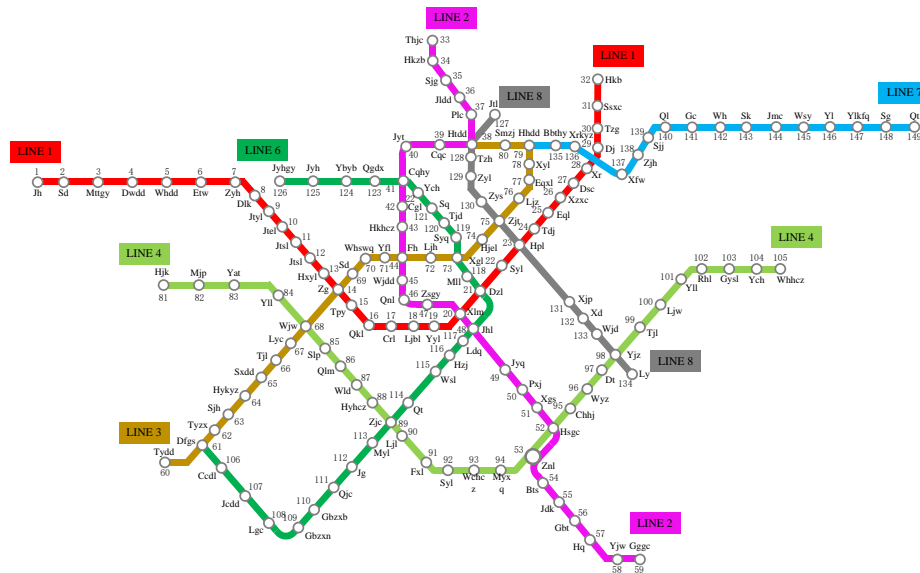 LINE 2
Thjc 33
Hkzb 34
Sjg 35
Jldd 36
Plc 37
LINE 8
Jtl
127
LINE 1
32 Hkb
31 Ssxc
30 Tzg
29 Dj
LINE 7
Ql Gc Wh Sk Jmc Wsy Yl Ylkfq Sg Qt
140 141 142 143 144 145 146 147 148 149
139 Sjj
138 Zjh
137 Xfw
Htdd 38 Smzj Hhdd Bbthy Xrkyz
80 79 135 136
39 Cqc
Jyt 40
128 Tzh
129 Zyl
130 Zys
78 Xyl
77 Eqxl
76 Ljz
75 Zjt
28 Xr
27 Dsc
26 Xzxc
25 Eql
24 Tdj
23 Hpl
22 Syl
LINE 1
1 2 3 4 5 6 7
Jh Sd Mttgy Dwdd Whdd Etw Zyh
Dlk 8
Jtyl 9
Jtel 10
Jtsl 11
Jtsl 12
Hxyl 13
LINE 6
Jyhgy Jyh Ybyb Qgdx
126 125 124 123
Cqhy
41
22 Ych
121 Sq
120 Tjd
119
Syq
42 Cgl
Hkhcz 43
Whswq Yfl Fh Ljh Xgl
70 71 44 72 73
74 Hjel
Sd 69
Zg 14
Tpy 15
Qkl 16 17 18 19 20
Crl Ljbl Yyl Xlm
Wjdd 45
Qnl 46 Zsgy
47
Mll 118
21 Dzl
48 Jhl
117 Ldq
116 Hzj
115 Wsl
114 Qt
LINE 4
Hjk Mjp Yat
81 82 83
Yll 84
Wjw 68
Lyc 67
Tjl 66
Sxdd 65
Hykyz 64
Sjh 63
Tyzx 62
Dfgs 61
LINE 3
Tydd
60
Slp 85
Qlm 86
Wld 87
Hyhcz 88
Zjc 89
Ljl 90
113 Myl
112 Jg
111 Qjc
110 Gbzxb
109 Gbzxn
Ccdl 106
Jcdd 107
Lgc 108
91 92 93 94
Fxl Syl Wchc
z
Myx
q
Jyq 49
Pxj 50
Xgs 51
52 Hsgc
53 Znl
Bts 54
Jdk 55
Gbt 56
Hq 57
Yjw Gggc
58 59
LINE 2
95 Chhj
96 Wyz
97 Dt
98 Yjz
99 Tjl
100 Ljw
101 Yll
LINE 4
102 103 104 105
Rhl Gysl Ych Whhcz
Xjp 131
Xd 132
Wjd 133
134 Ly
LINE 8